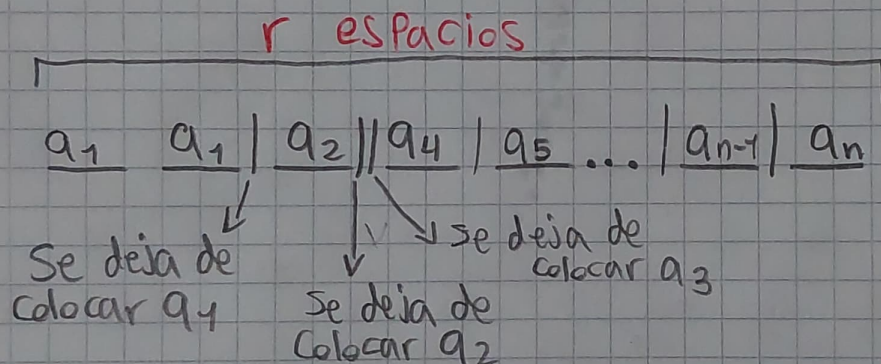 r espacios
a₁ a₁ | a₂ || a₄ | a₅ ... | aₙ₋₁ | aₙ
Se deja de
colocar a₁
Se deja de
colocar a₂
se deja de
colocar a₃